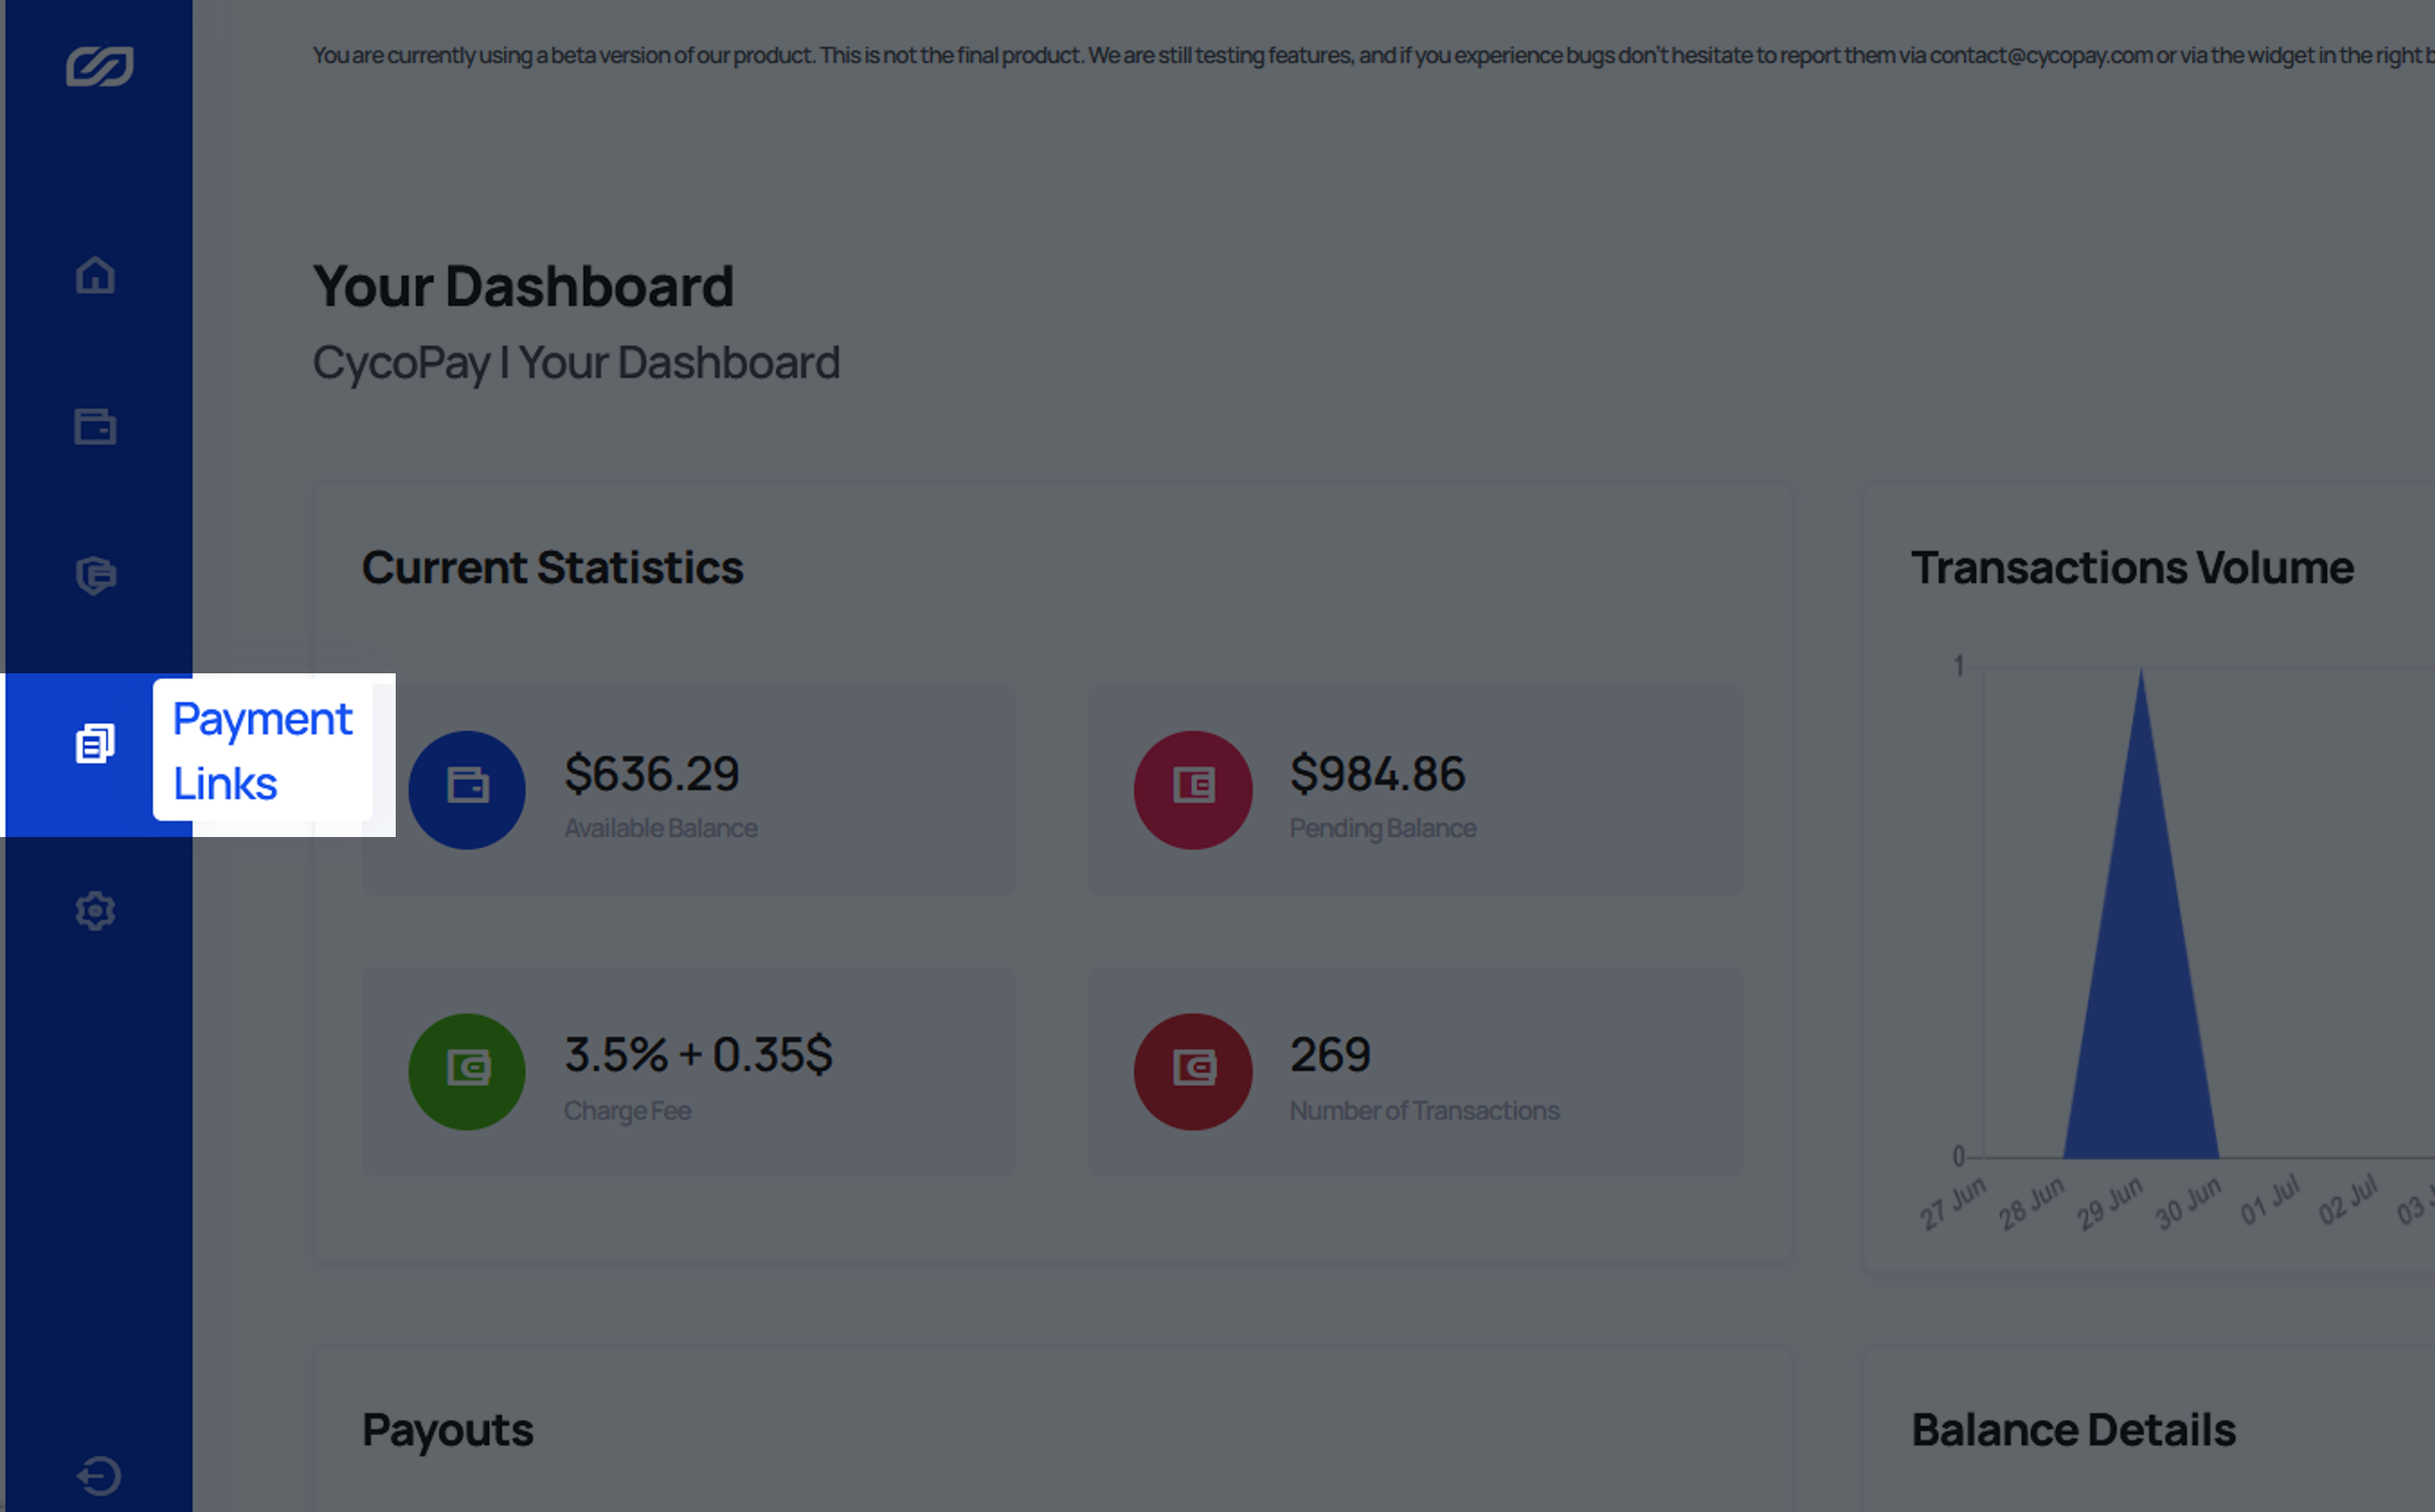 You are currently using a beta version of our product. This is not the final product. We are still testing features, and if you experience bugs don't hesitate to report them via contact@cycopay.com or via the widget in the right
Your Dashboard
CycoPay | Your Dashboard
Current Statistics
Payment
Links
$636.29
Available Balance
$984.86
Pending Balance
3.5% + 0.35$
Charge Fee
269
Number of Transactions
Transactions Volume
1
0
27 Jun
28 Jun
29 Jun
30 Jun
01 Jul
02 Jul
03
Payouts
Balance Details